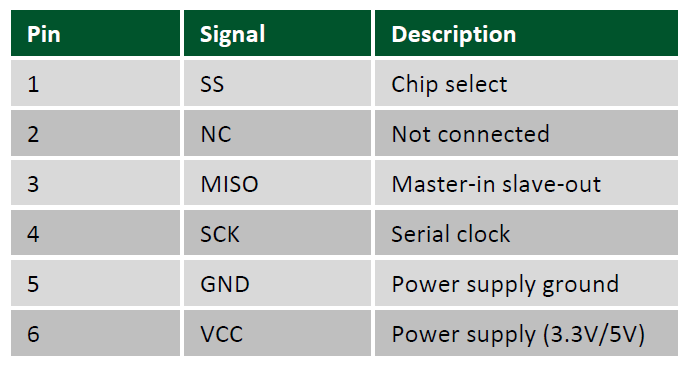 Pin Signal Description
1 SS Chip select
2 NC Not connected
3 MISO Master-in slave-out
4 SCK Serial clock
5 GND Power supply ground
6 VCC Power supply (3.3V/5V)